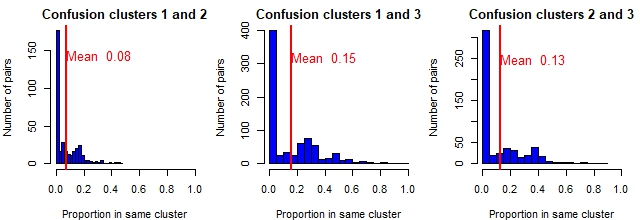 Confusion clusters 1 and 2
Number of pairs
0
50
150
Mean 0.08
0.0 0.2 0.4 0.6 0.8 1.0
Proportion in same cluster
Confusion clusters 1 and 3
Number of pairs
0
100
200
300
400
Mean 0.15
0.0 0.2 0.4 0.6 0.8 1.0
Proportion in same cluster
Confusion clusters 2 and 3
Number of pairs
0
50
150
250
Mean 0.13
0.0 0.2 0.4 0.6 0.8 1.0
Proportion in same cluster